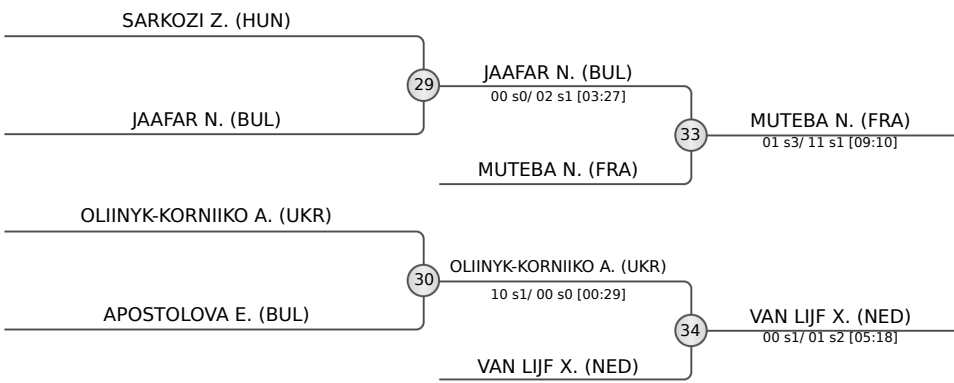 SARKOZI Z. (HUN)
29
JAAFAR N. (BUL)
JAAFAR N. (BUL)
00 s0/ 02 s1 [03:27]
33
MUTEBA N. (FRA)
MUTEBA N. (FRA)
01 s3/ 11 s1 [09:10]
OLIINYK-KORNIIKO A. (UKR)
30
APOSTOLOVA E. (BUL)
OLIINYK-KORNIIKO A. (UKR)
10 s1/ 00 s0 [00:29]
34
VAN LIJF X. (NED)
VAN LIJF X. (NED)
00 s1/ 01 s2 [05:18]